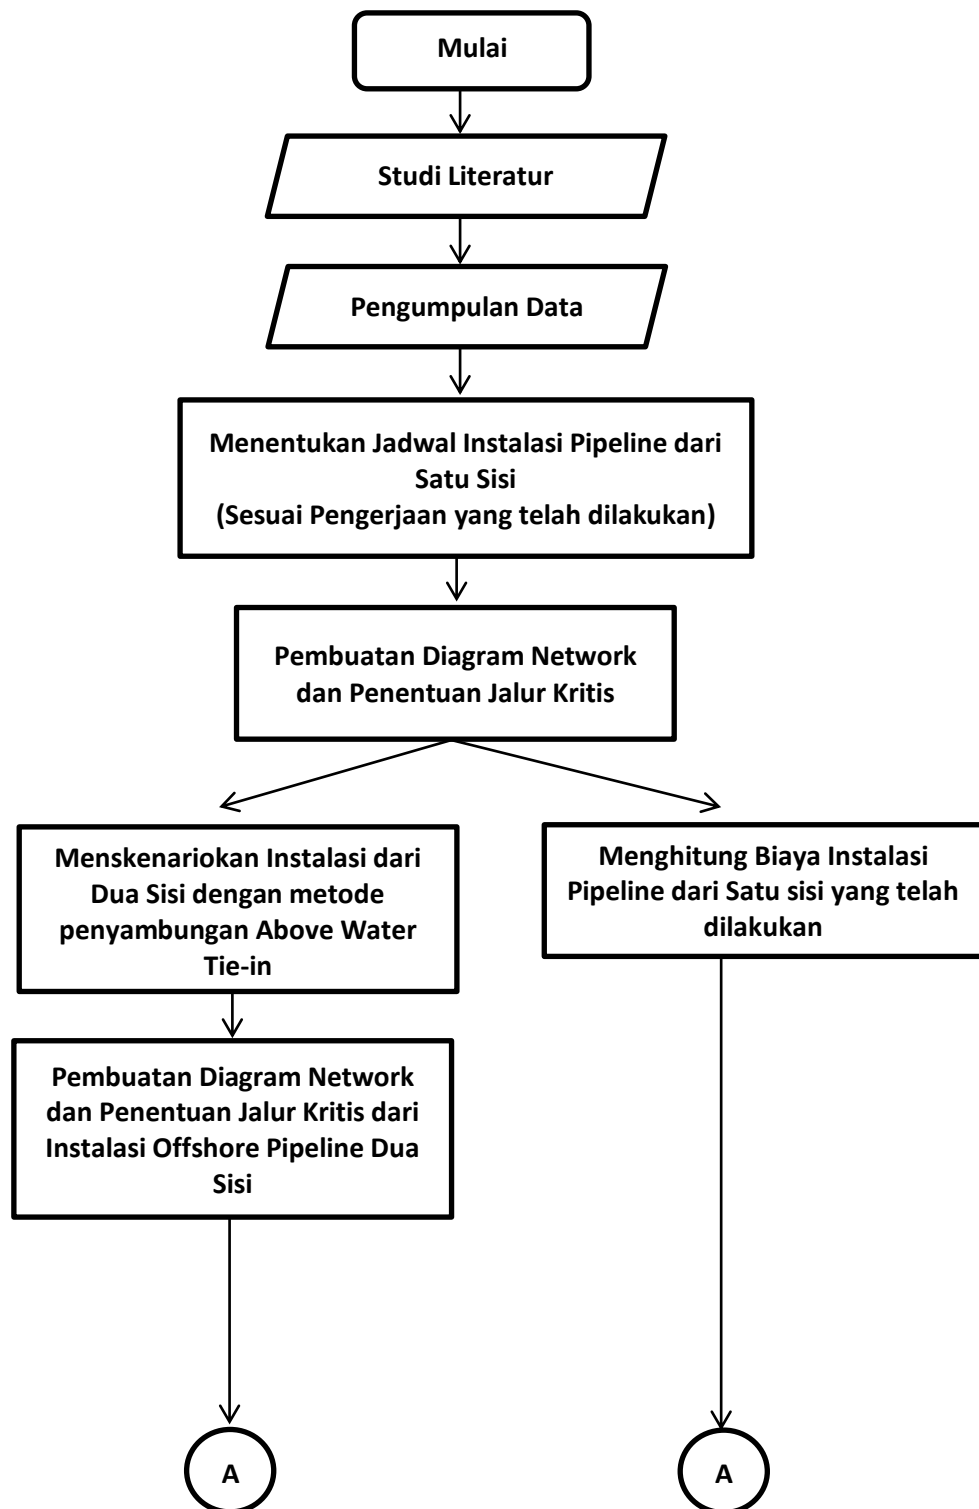 Mulai
Studi Literatur
Pengumpulan Data
Menentukan Jadwal Instalasi Pipeline dari
Satu Sisi
(Sesuai Pengerjaan yang telah dilakukan)
Pembuatan Diagram Network
dan Penentuan Jalur Kritis
Menskenariokan Instalasi dari
Dua Sisi dengan metode
penyambungan Above Water
Tie-in
Menghitung Biaya Instalasi
Pipeline dari Satu sisi yang telah
dilakukan
Pembuatan Diagram Network
dan Penentuan Jalur Kritis dari
Instalasi Offshore Pipeline Dua
Sisi
A
A